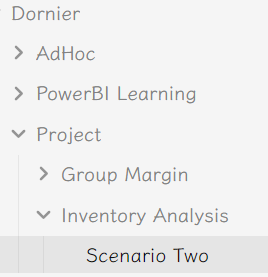 Dornier
AdHoc
PowerBI Learning
Project
Group Margin
Inventory Analysis
Scenario Two